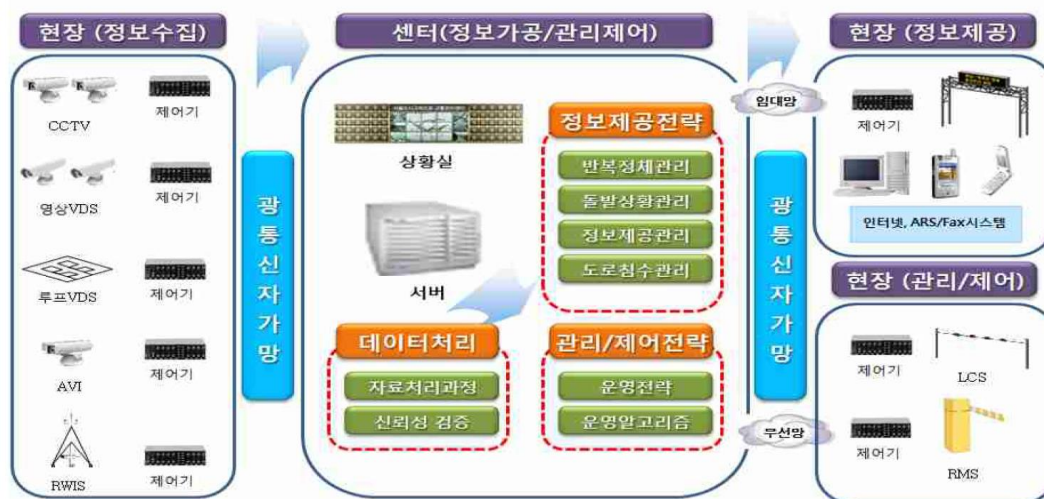 현장 (정보수집)
CCTV
제어기
영상VDS
제어기
루프VDS
제어기
AVI
제어기
RWIS
제어기
광통신자가망
센터(정보가공/관리제어)
상황실
서버
정보제공전략
반복정체관리
돌발상황관리
정보제공관리
도로침수관리
데이터처리
자료처리과정
신뢰성 검증
관리/제어전략
운영전략
운영알고리즘
임대망
광통신자가망
무선망
현장 (정보제공)
제어기
인터넷, ARS/Fax시스템
현장 (관리/제어)
제어기
LCS
제어기
RMS